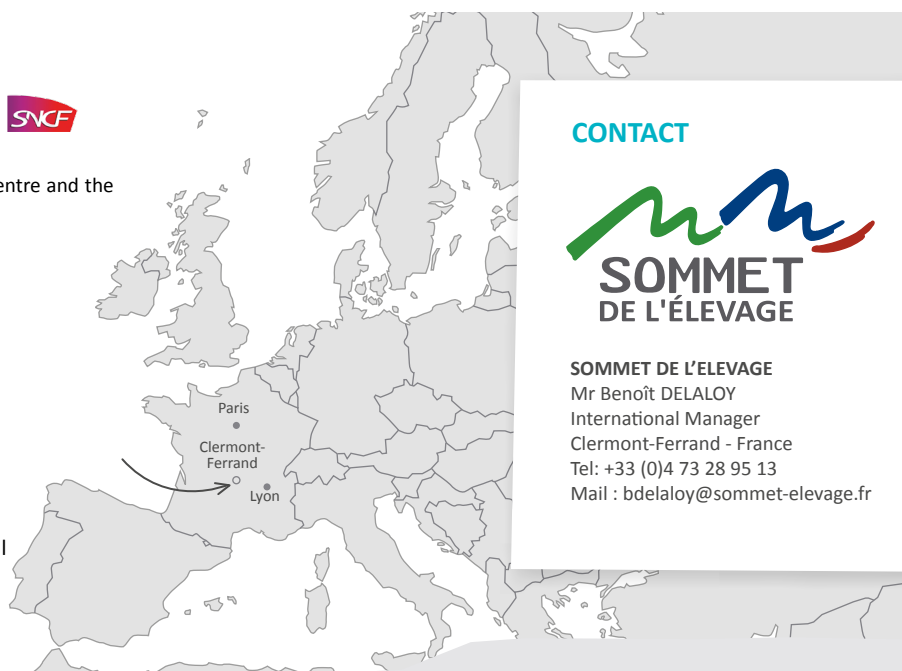 SNCF
entre and the
Paris
Clermont-
Ferrand
Lyon
l
CONTACT
SOMMET
DE L'ÉLEVAGE
SOMMET DE L’ELEVAGE
Mr Benoît DELALOY
International Manager
Clermont-Ferrand - France
Tel: +33 (0)4 73 28 95 13
Mail : bdelaloy@sommet-elevage.fr